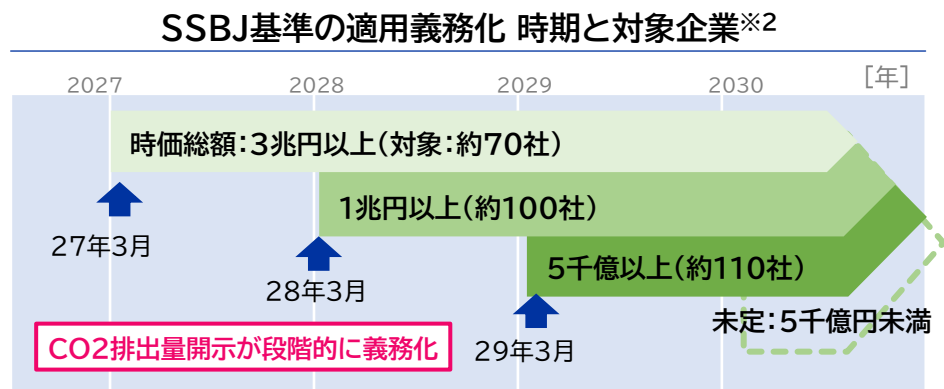 SSBJ基準の適用義務化 時期と対象企業※2
2027
2028
2029
2030
[年]
時価総額：3兆円以上（対象：約70社）
1兆円以上（約100社）
27年3月
5千億以上（約110社）
28年3月
未定：5千億円未満
29年3月
CO2排出量開示が段階的に義務化